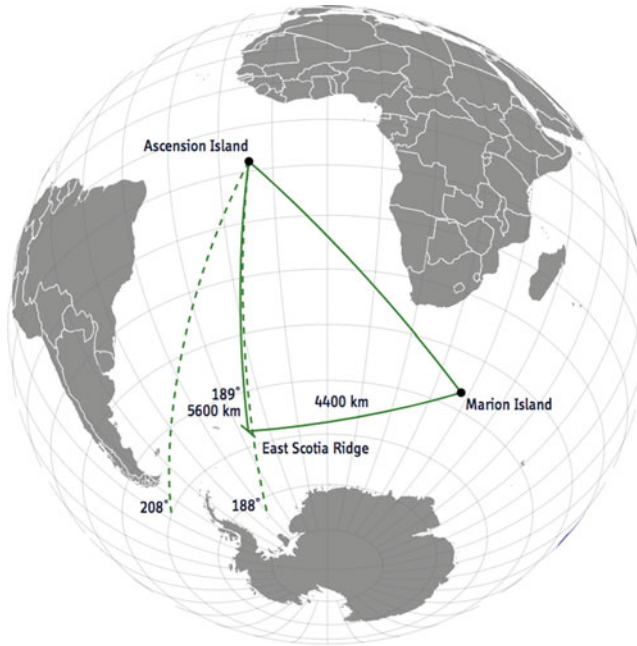 Ascension Island
189°
5600 km
4400 km
Marion Island
East Scotia Ridge
208°
188°